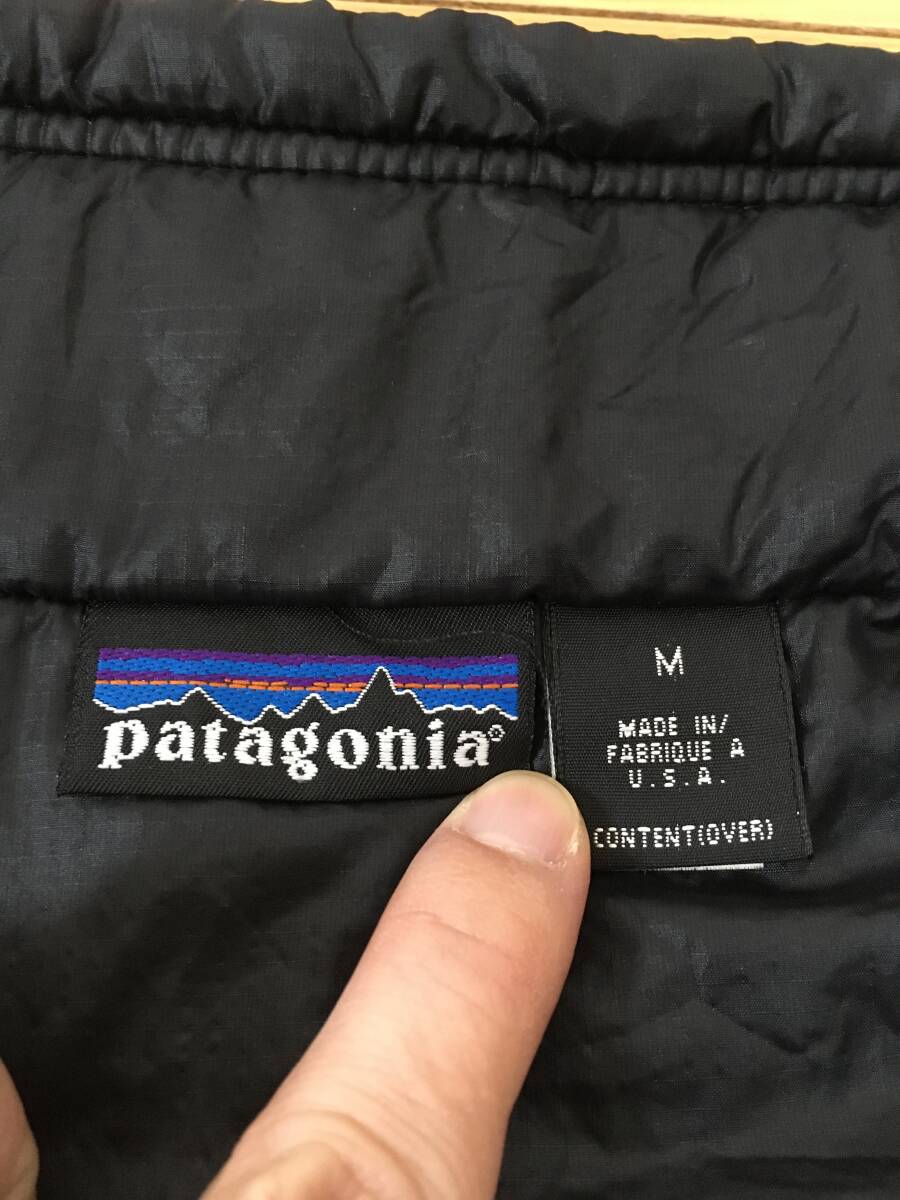 patagonia®
M
MADE IN/
FABRIQUE A
U.S.A.
CONTENT(OVER)